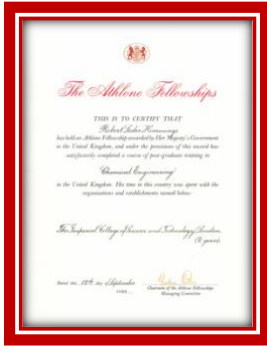 The Athlone Fellowships
THIS IS TO CERTIFY THAT
Robert
has held an Athlone Fellowship awarded by Her Majesty's Government
in the United Kingdom, and under the provision of this award has
satisfactorily completed a course of post-graduate training in
Chemical Engineering
in the United Kingdom. His time in this country was spent with the
organisations and establishments named below:
The Imperial College of Science and Technology, London.
(2 years)
Dated this 12th day of September
Chairman of the Athlone Fellowships
Managing Committee